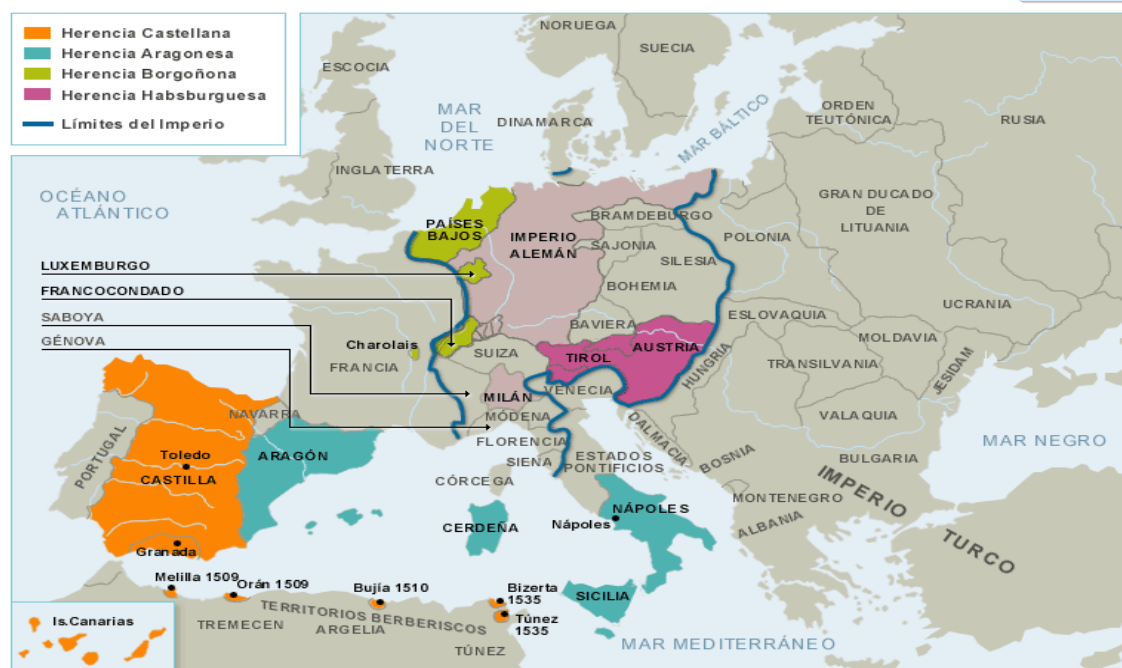 Herencia Castellana
Herencia Aragonesa
Herencia Borgoñona
Herencia Habsburguesa
Límites del Imperio
NORUEGA
SUECIA
ESCOCIA
MAR
DEL
NORTE
DINAMARCA
MAR BÁLTICO
ORDEN
TEUTÓNICA
RUSIA
INGLATERRA
OCÉANO
ATLÁNTICO
PAÍSES
BAJOS
IMPERIO
ALEMÁN
BRAMDEBURGO
SAJONIA
SILESIA
POLONIA
GRAN DUCADO
DE
LITUANIA
LUXEMBURGO
FRANCOCONDADO
SABOYA
GÉNOVA
BOHEMIA
UCRANIA
ESLOVAQUIA
Charolais
FRANCIA
SUIZA
BAVIERA
TIROL
AUSTRIA
HUNGRIA
MOLDAVIA
JESIDAM
TRANSILVANIA
MILÁN
VENECIA
MÓDENA
FLORENCIA
SIENA
ESTADOS
PONTIFICIOS
DALMACIA
VALAQUIA
BOSNIA
BULGARIA
MAR NEGRO
NAVARRA
PORTUGAL
Toledo
CASTILLA
ARAGÓN
CÓRCEGA
CERDEÑA
Nápoles
NÁPOLES
MONTENEGRO
ALBANIA
IMPERIO
TURCO
Granada
Melilla 1509
Orán 1509
Bujía 1510
Bizerta
1535
Túnez
1535
SICILIA
Is.Canarias
TREMECEN
TERRITORIOS BERBERISCOS
ARGELIA
TÚNEZ
MAR MEDITERRÁNEO